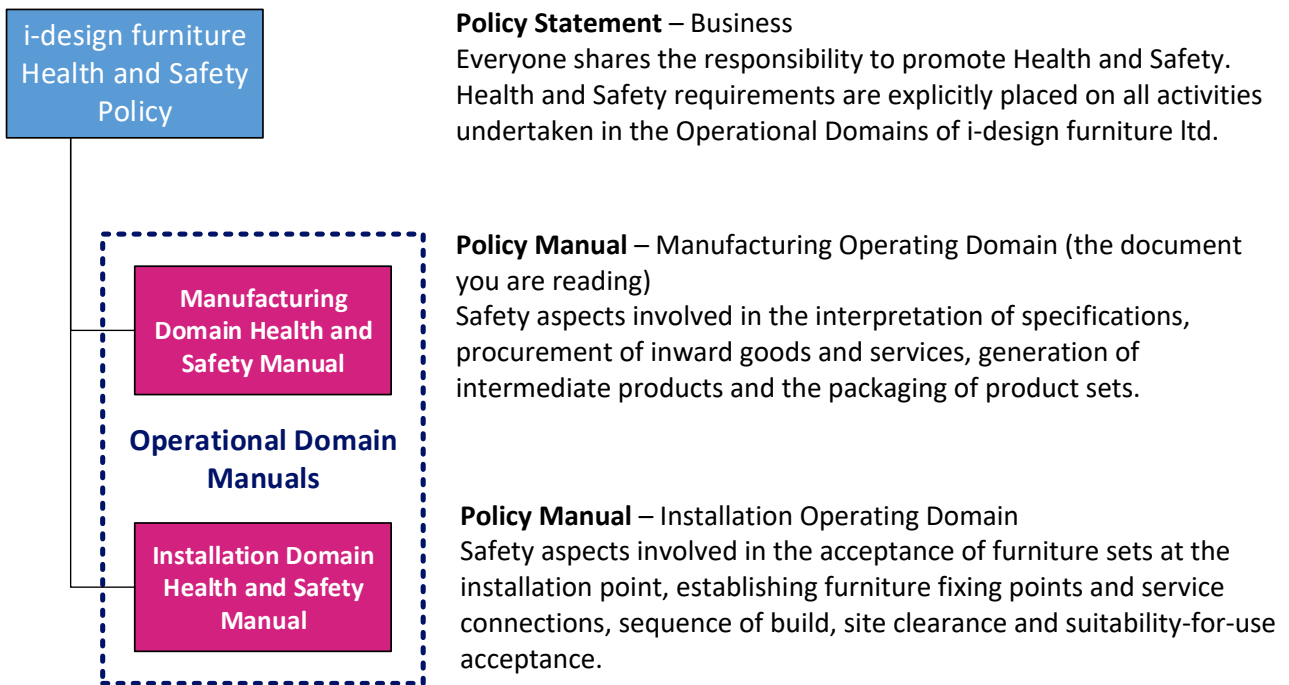 i-design furniture
Health and Safety
Policy
Policy Statement – Business
Everyone shares the responsibility to promote Health and Safety.
Health and Safety requirements are explicitly placed on all activities
undertaken in the Operational Domains of i-design furniture ltd.
Manufacturing
Domain Health and
Safety Manual
Policy Manual – Manufacturing Operating Domain (the document
you are reading)
Safety aspects involved in the interpretation of specifications,
procurement of inward goods and services, generation of
intermediate products and the packaging of product sets.
Operational Domain
Manuals
Installation Domain
Health and Safety
Manual
Policy Manual – Installation Operating Domain
Safety aspects involved in the acceptance of furniture sets at the
installation point, establishing furniture fixing points and service
connections, sequence of build, site clearance and suitability-for-use
acceptance.